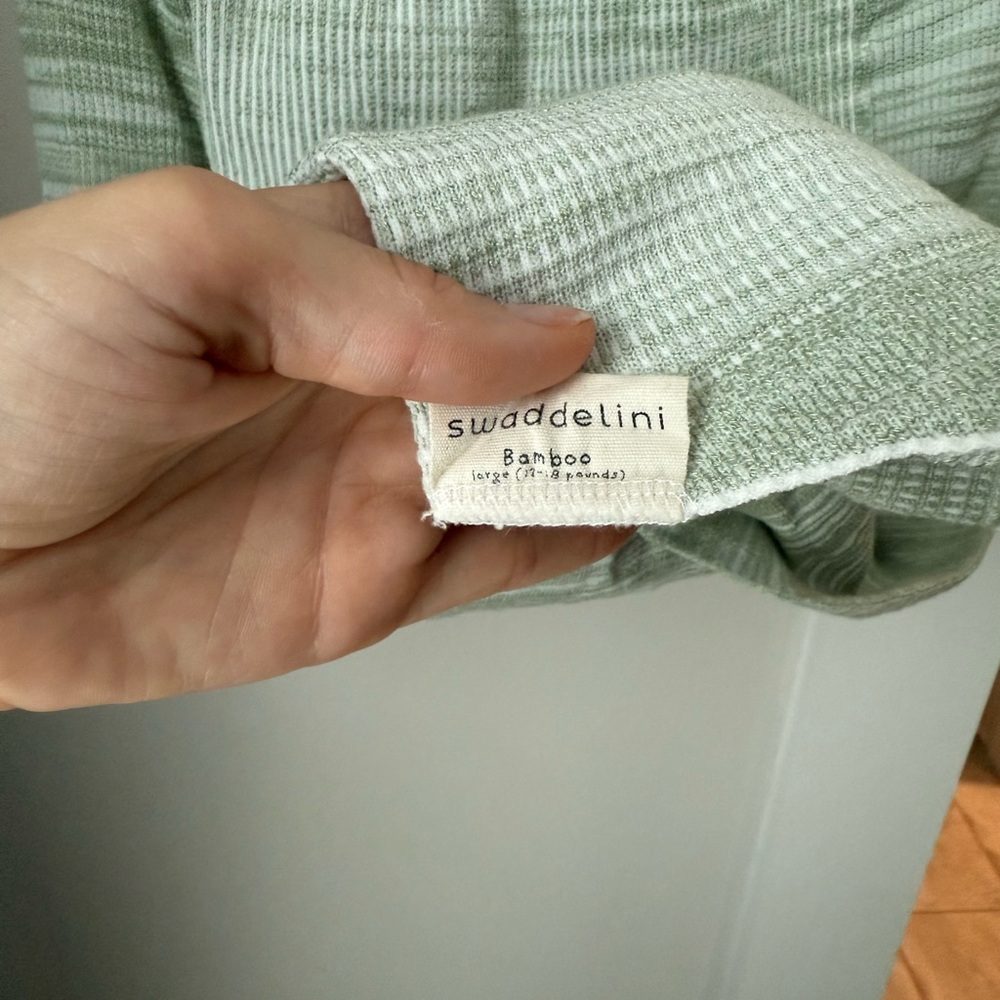 swaddelini
Bamboo
large (12-18 pounds)